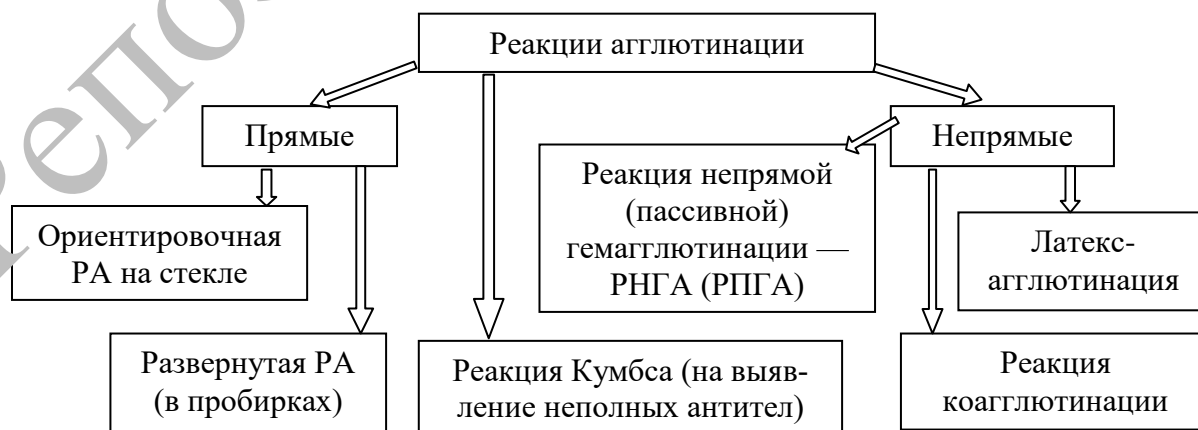 Реакции агглютинации
Прямые
Непрямые
Реакция непрямой
(пассивной)
гемагглютинации —
РНГА (РПГА)
Ориентировочная
РА на стекле
Латекс-
агглютинация
Развернутая РА
(в пробирках)
Реакция Кумбса (на выяв-
ление неполных антител)
Реакция
коагглютинации